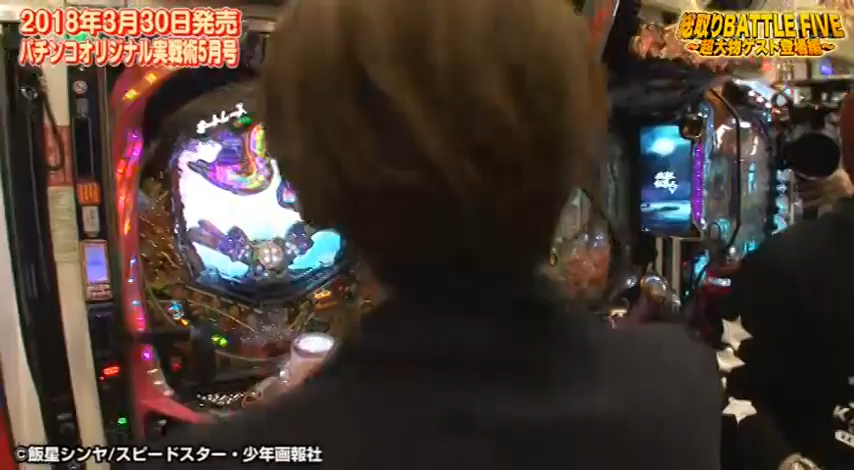 2018年3月30日発売
パチンコオリジナル実戦術5月号
総取りBATTLE FIVE
~超大物ゲスト登場編~
©飯星シンヤ/スピードスター・少年画報社